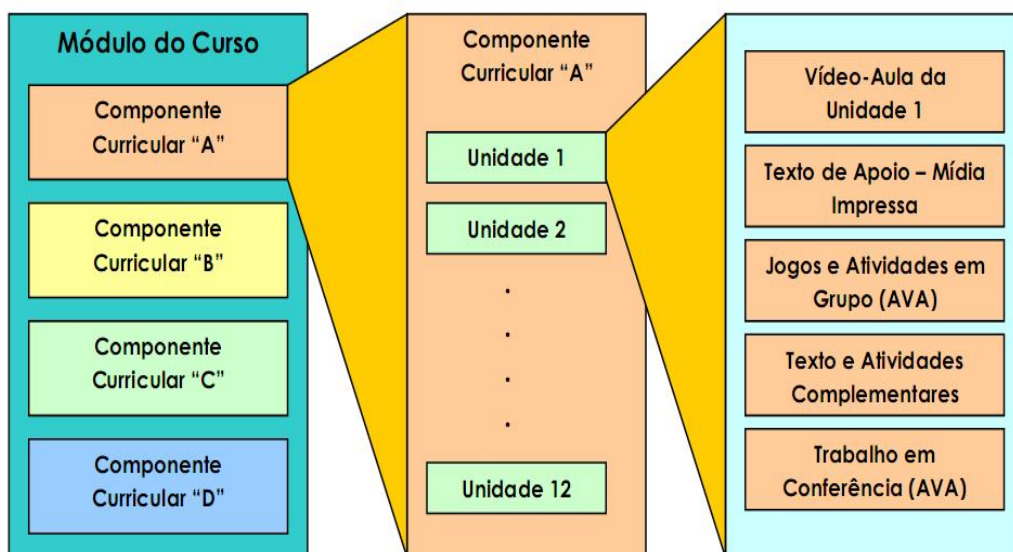 Módulo do Curso
Componente
Curricular “A”
Componente
Curricular “B”
Componente
Curricular “C”
Componente
Curricular “D”
Componente
Curricular “A”
Unidade 1
Unidade 2
.
.
.
.
Unidade 12
Vídeo-Aula da
Unidade 1
Texto de Apoio – Mídia
Impressa
Jogos e Atividades em
Grupo (AVA)
Texto e Atividades
Complementares
Trabalho em
Conferência (AVA)